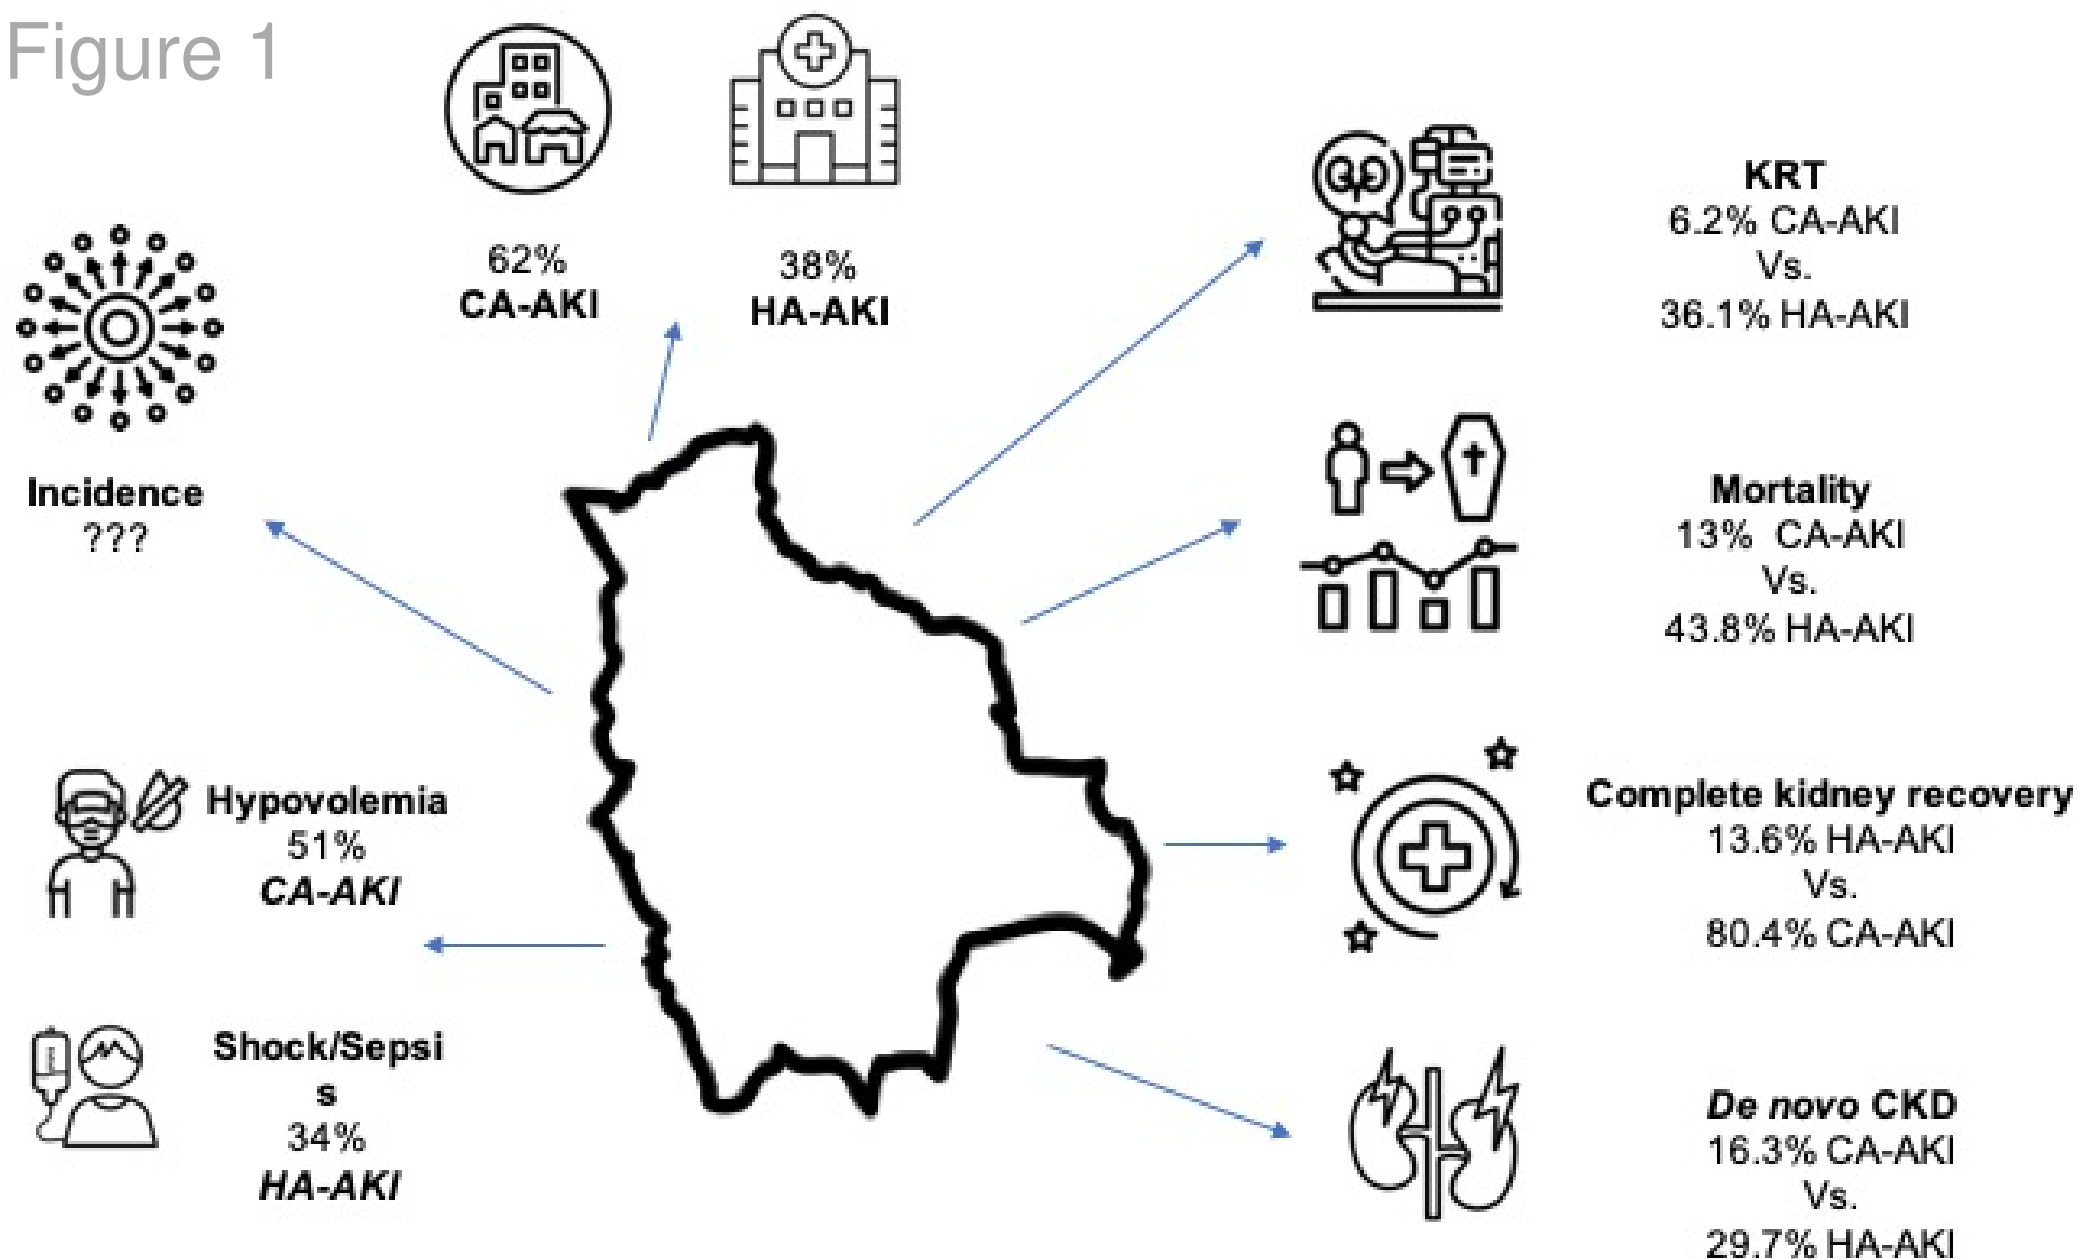 Figure 1
62%
CA-AKI
38%
HA-AKI
Incidence
???
Hypovolemia
51%
CA-AKI
Shock/Sepsi
s
34%
HA-AKI
KRT
6.2% CA-AKI
Vs.
36.1% HA-AKI
Mortality
13% CA-AKI
Vs.
43.8% HA-AKI
Complete kidney recovery
13.6% HA-AKI
Vs.
80.4% CA-AKI
De novo CKD
16.3% CA-AKI
Vs.
29.7% HA-AKI